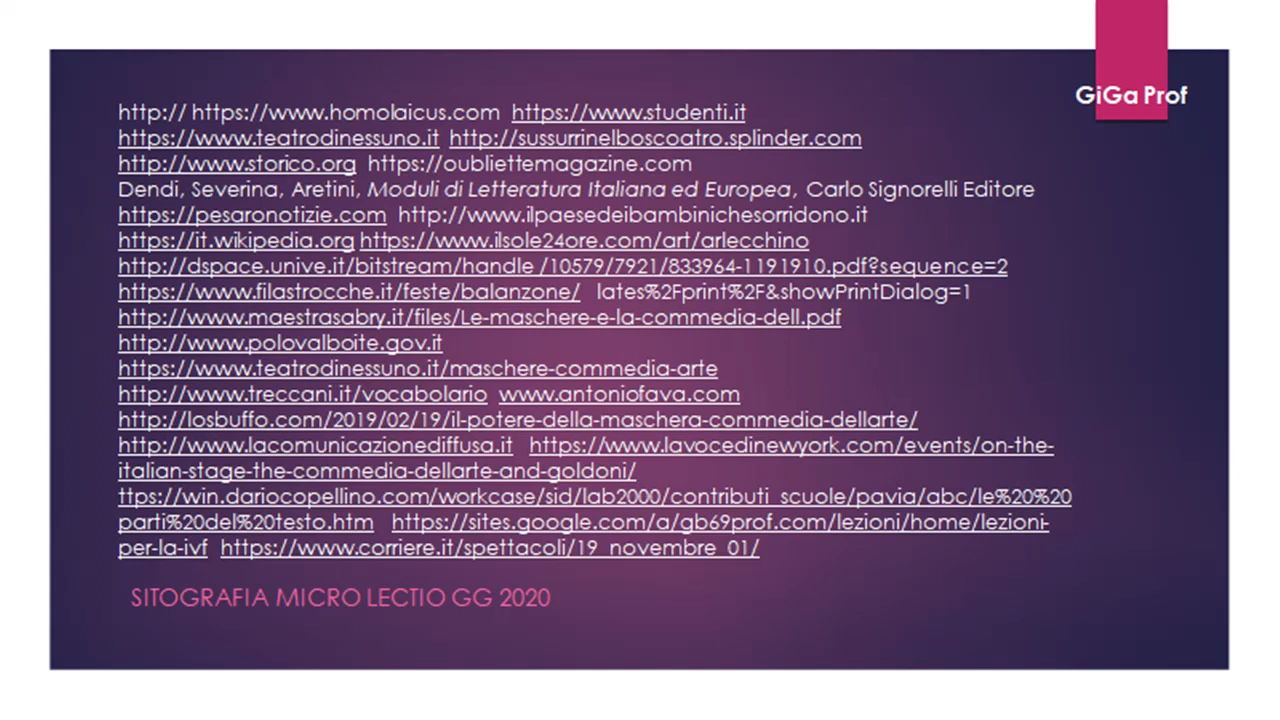 GiGa Prof
http:// https://www.homolaicus.com https://www.studenti.it
https://www.teatrodinessuno.it http://sussurrinelboscoatro.splinder.com
http://www.storico.org https://oubliettemagazine.com
Dendi, Severina, Aretini, Moduli di Letteratura Italiana ed Europea, Carlo Signorelli Editore
https://pesaronotizie.com http://www.ilpaesedeibambinichesorridono.it
https://it.wikipedia.org https://www.ilsole24ore.com/art/arlecchino
http://dspace.unive.it/bitstream/handle /10579/7921/833964-1191910.pdf?sequence=2
https://www.filastrocche.it/feste/balanzone/ lates%2Fprint%2F&showPrintDialog=1
http://www.maestrasabry.it/files/Le-maschere-e-la-commedia-dell.pdf
http://www.polovalboite.gov.it
https://www.teatrodinessuno.it/maschere-commedia-arte
http://www.treccani.it/vocabolario www.antoniofava.com
http://losbuffo.com/2019/02/19/il-potere-della-maschera-commedia-dellarte/
http://www.lacomunicazionediffusa.it https://www.lavocedinewyork.com/events/on-the-
italian-stage-the-commedia-dellarte-and-goldoni/
ttps://win.dariocopellino.com/workcase/sid/lab2000/contributi_scuole/pavia/abc/le%20%20
parti%20del%20testo.htm https://sites.google.com/a/gb69prof.com/lezioni/home/lezioni-
per-la-ivf https://www.corriere.it/spettacoli/19_novembre_01/
SITOGRAFIA MICRO LECTIO GG 2020